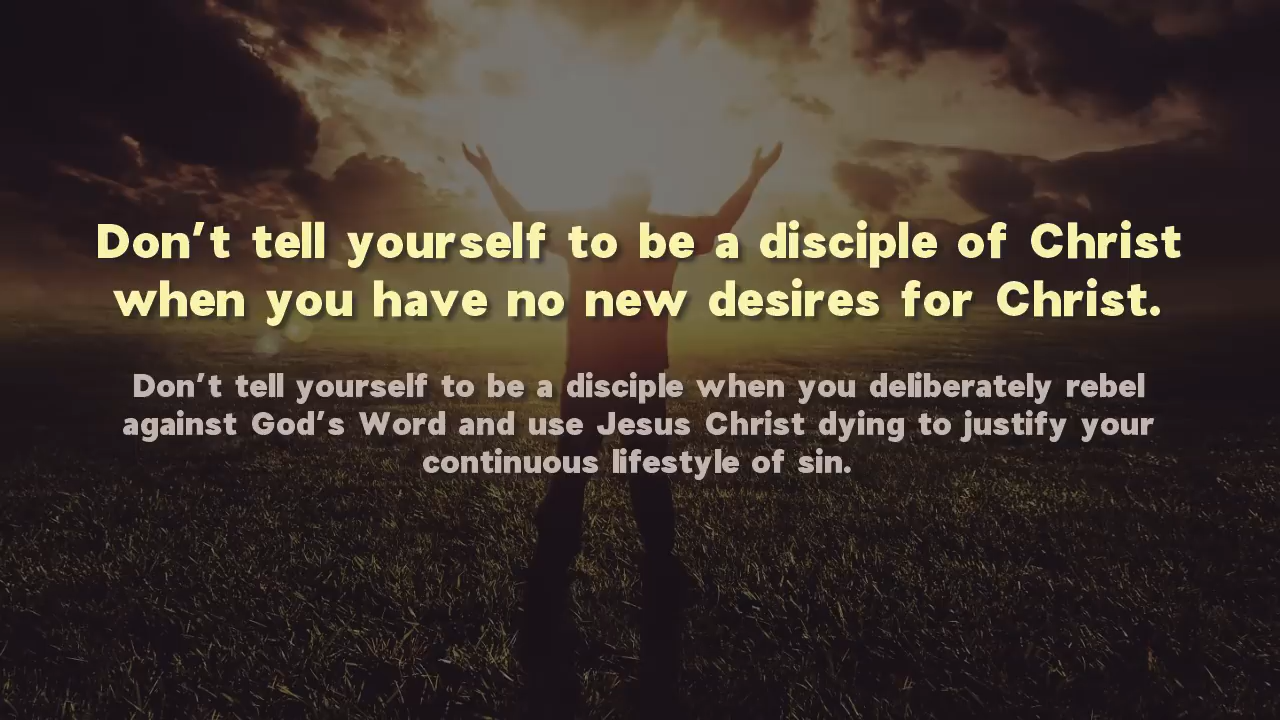 Don't tell yourself to be a disciple of Christ
when you have no new desires for Christ.
Don't tell yourself to be a disciple when you deliberately rebel
against God's Word and use Jesus Christ dying to justify your
continuous lifestyle of sin.